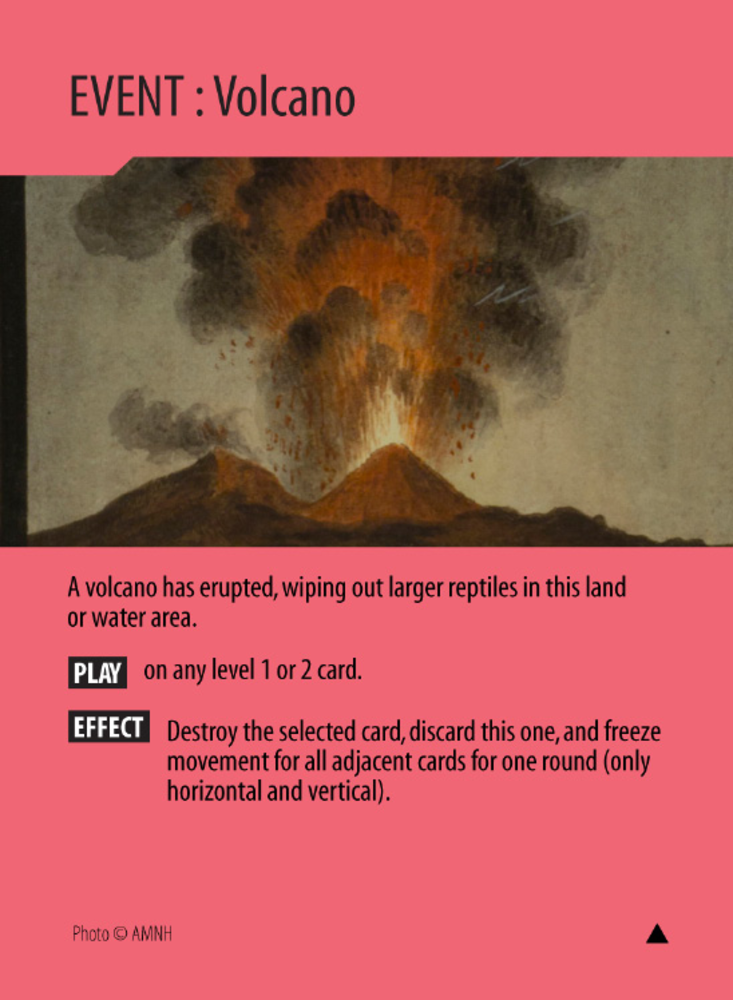 EVENT : Volcano
A volcano has erupted, wiping out larger reptiles in this land
or water area.
PLAY on any level 1 or 2 card.
EFFECT Destroy the selected card, discard this one, and freeze
movement for all adjacent cards for one round (only
horizontal and vertical).
Photo © AMNH